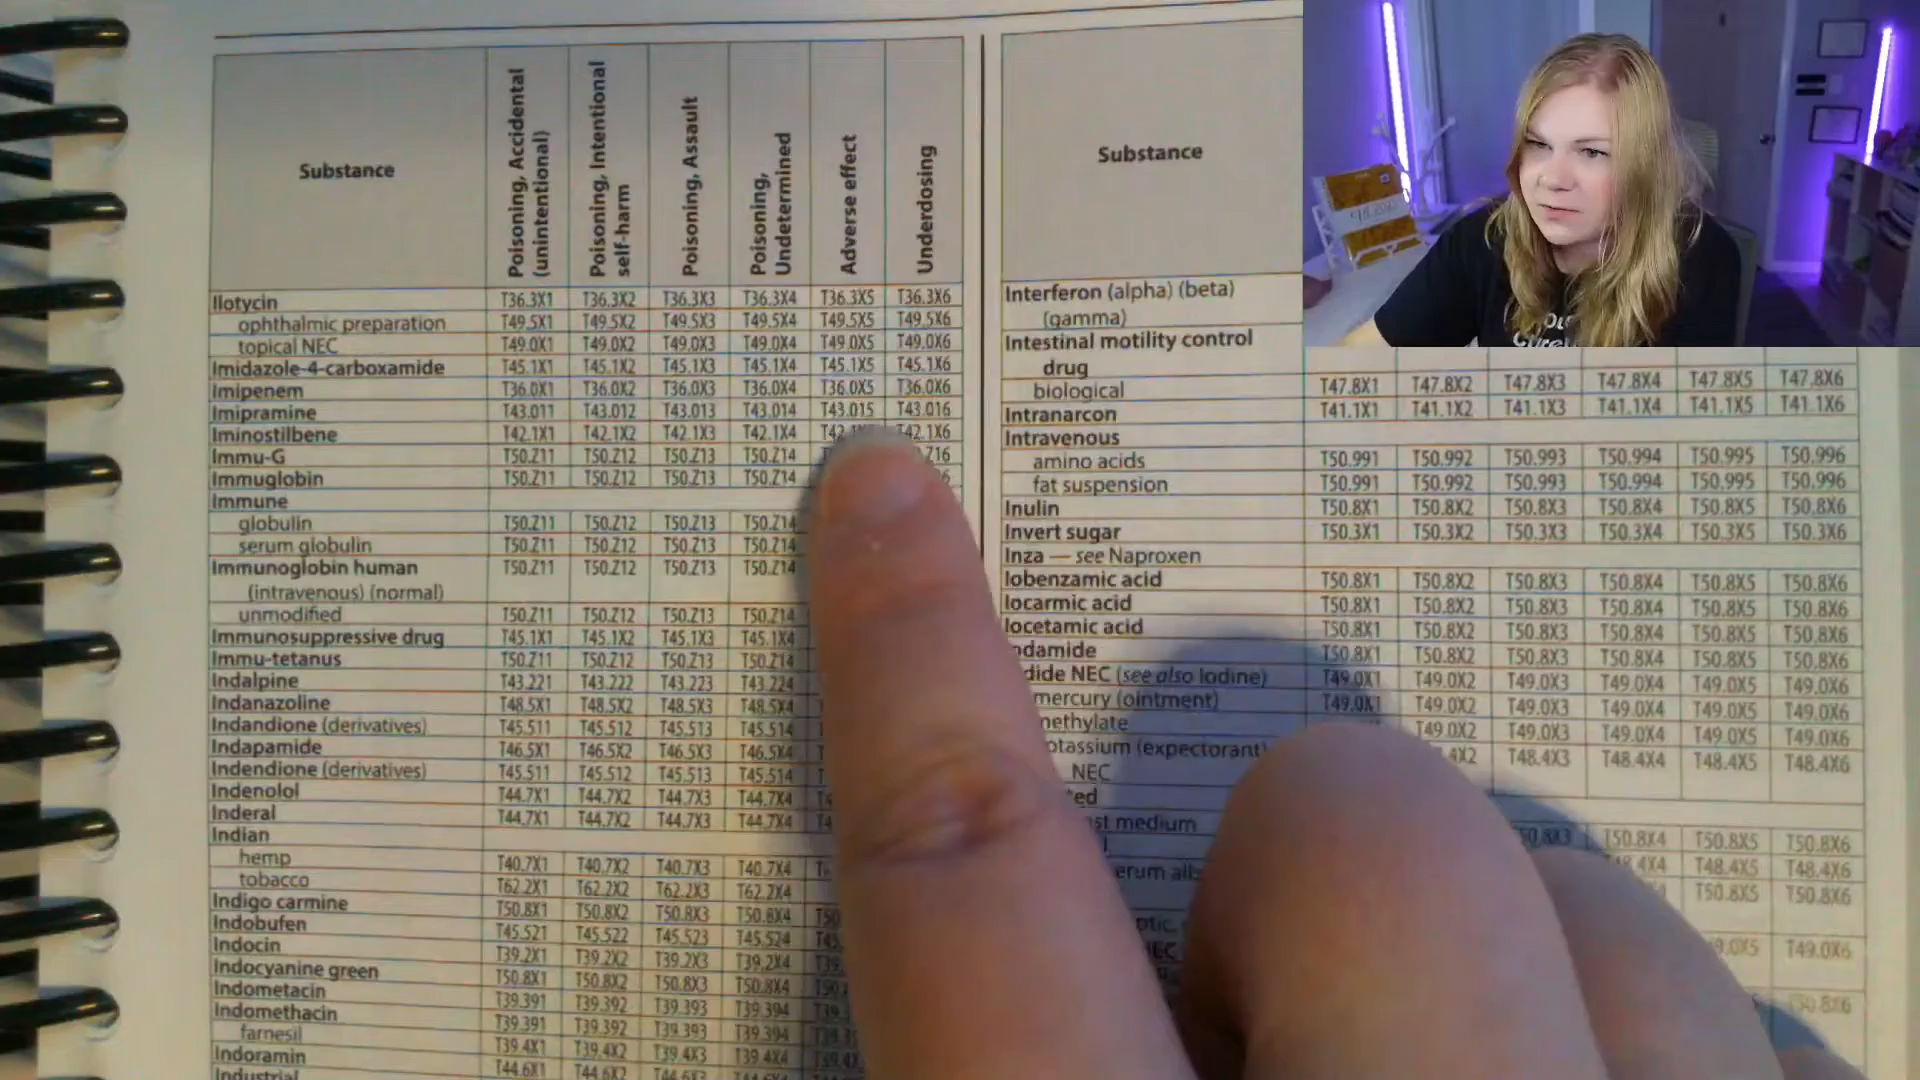 Substance
Poisoning, Accidental (unintentional)
Poisoning, Intentional self-harm
Poisoning, Assault
Poisoning, Undetermined
Adverse effect
Underdosing
Ilotycin T36.3X1 T36.3X2 T36.3X3 T36.3X4 T36.3X5 T36.3X6
ophthalmic preparation T49.5X1 T49.5X2 T49.5X3 T49.5X4 T49.5X5 T49.5X6
topical NEC T49.0X1 T49.0X2 T49.0X3 T49.0X4 T49.0X5 T49.0X6
Imidazole-4-carboxamide T45.1X1 T45.1X2 T45.1X3 T45.1X4 T45.1X5 T45.1X6
Imipenem T36.0X1 T36.0X2 T36.0X3 T36.0X4 T36.0X5 T36.0X6
Imipramine T43.011 T43.012 T43.013 T43.014 T43.015 T43.016
Iminostilbene T42.1X1 T42.1X2 T42.1X3 T42.1X4 T42.1X6
Immu-G T50.Z11 T50.Z12 T50.Z13 T50.Z14
Immuglobin T50.Z11 T50.Z12 T50.Z13 T50.Z14
Immune
globulin T50.Z11 T50.Z12 T50.Z13 T50.Z14
serum globulin T50.Z11 T50.Z12 T50.Z13 T50.Z14
Immunoglobin human T50.Z11 T50.Z12 T50.Z13 T50.Z14
(intravenous) (normal)
unmodified T50.Z11 T50.Z12 T50.Z13 T50.Z14
Immunosuppressive drug T45.1X1 T45.1X2 T45.1X3 T45.1X4
Immu-tetanus T50.Z11 T50.Z12 T50.Z13 T50.Z14
Indalpine T43.221 T43.222 T43.223 T43.224
Indanazoline T48.5X1 T48.5X2 T48.5X3 T48.5X4
Indandione (derivatives) T45.511 T45.512 T45.513 T45.514
Indapamide T46.5X1 T46.5X2 T46.5X3 T46.5X4
Indendione (derivatives) T45.511 T45.512 T45.513 T45.514
Indenolol T44.7X1 T44.7X2 T44.7X3 T44.7X4
Inderal T44.7X1 T44.7X2 T44.7X3 T44.7X4
Indian
hemp T40.7X1 T40.7X2 T40.7X3 T40.7X4
tobacco T62.2X1 T62.2X2 T62.2X3 T62.2X4
Indigo carmine T50.8X1 T50.8X2 T50.8X3 T50.8X4
Indobufen T45.521 T45.522 T45.523 T45.524
Indocin T39.2X1 T39.2X2 T39.2X3 T39.2X4
Indocyanine green T50.8X1 T50.8X2 T50.8X3 T50.8X4
Indometacin T39.391 T39.392 T39.393 T39.394
Indomethacin T39.391 T39.392 T39.393 T39.394
farnesil T39.4X1 T39.4X2 T39.4X3 T39.4X4
Indoramin T44.6X1 T44.6X2 T44.6X3 T44.6X4
Industrial
Substance
Interferon (alpha) (beta)
(gamma)
Intestinal motility control
drug
biological T47.8X1 T47.8X2 T47.8X3 T47.8X4 T47.8X5 T47.8X6
Intranarcon T41.1X1 T41.1X2 T41.1X3 T41.1X4 T41.1X5 T41.1X6
Intravenous
amino acids T50.991 T50.992 T50.993 T50.994 T50.995 T50.996
fat suspension T50.991 T50.992 T50.993 T50.994 T50.995 T50.996
Inulin T50.8X1 T50.8X2 T50.8X3 T50.8X4 T50.8X5 T50.8X6
Invert sugar T50.3X1 T50.3X2 T50.3X3 T50.3X4 T50.3X5 T50.3X6
Inza — see Naproxen
Iobenzamic acid T50.8X1 T50.8X2 T50.8X3 T50.8X4 T50.8X5 T50.8X6
Iocarmic acid T50.8X1 T50.8X2 T50.8X3 T50.8X4 T50.8X5 T50.8X6
Iocetamic acid T50.8X1 T50.8X2 T50.8X3 T50.8X4 T50.8X5 T50.8X6
T50.8X1 T50.8X2 T50.8X3 T50.8X4 T50.8X5 T50.8X6
NEC (see also Iodine) T49.0X1 T49.0X2 T49.0X3 T49.0X4 T49.0X5 T49.0X6
mercury (ointment) T49.0X1 T49.0X2 T49.0X3 T49.0X4 T49.0X5 T49.0X6
methylate T49.0X2 T49.0X3 T49.0X4 T49.0X5 T49.0X6
(expectorant) T48.4X3 T48.4X4 T48.4X5 T48.4X6
NEC
medium T50.8X4 T50.8X5 T50.8X6
T48.4X5 T48.4X6
T50.8X5 T50.8X6
T49.0X6
T50.8X6